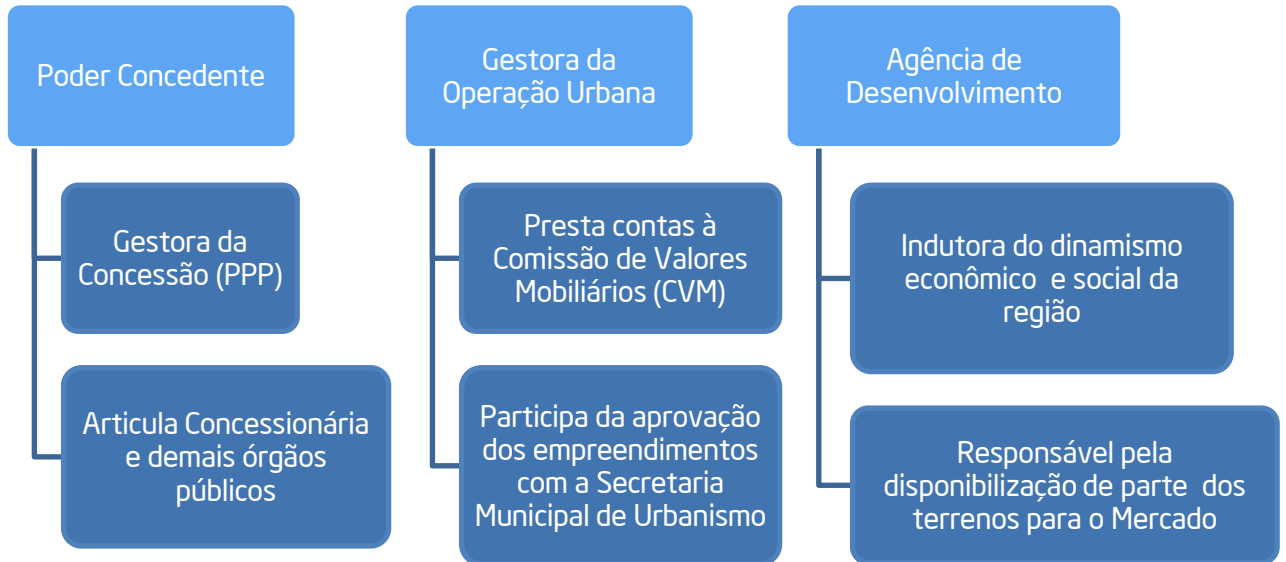 Poder Concedente
Gestora da
Concessão (PPP)
Articula Concessionária
e demais órgãos
públicos
Gestora da
Operação Urbana
Presta contas à
Comissão de Valores
Mobiliários (CVM)
Participa da aprovação
dos empreendimentos
com a Secretaria
Municipal de Urbanismo
Agência de
Desenvolvimento
Indutora do dinamismo
econômico e social da
região
Responsável pela
disponibilização de parte dos
terrenos para o Mercado